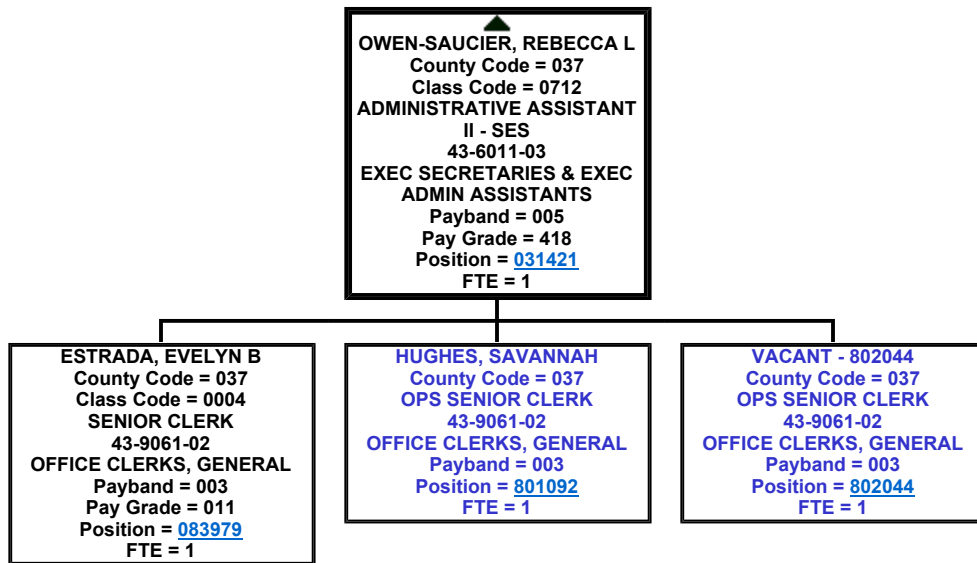 OWEN-SAUCIER, REBECCA L
County Code = 037
Class Code = 0712
ADMINISTRATIVE ASSISTANT
II - SES
43-6011-03
EXEC SECRETARIES & EXEC
ADMIN ASSISTANTS
Payband = 005
Pay Grade = 418
Position = 031421
FTE = 1
ESTRADA, EVELYN B
County Code = 037
Class Code = 0004
SENIOR CLERK
43-9061-02
OFFICE CLERKS, GENERAL
Payband = 003
Pay Grade = 011
Position = 083979
FTE = 1
HUGHES, SAVANNAH
County Code = 037
OPS SENIOR CLERK
43-9061-02
OFFICE CLERKS, GENERAL
Payband = 003
Position = 801092
FTE = 1
VACANT - 802044
County Code = 037
OPS SENIOR CLERK
43-9061-02
OFFICE CLERKS, GENERAL
Payband = 003
Position = 802044
FTE = 1